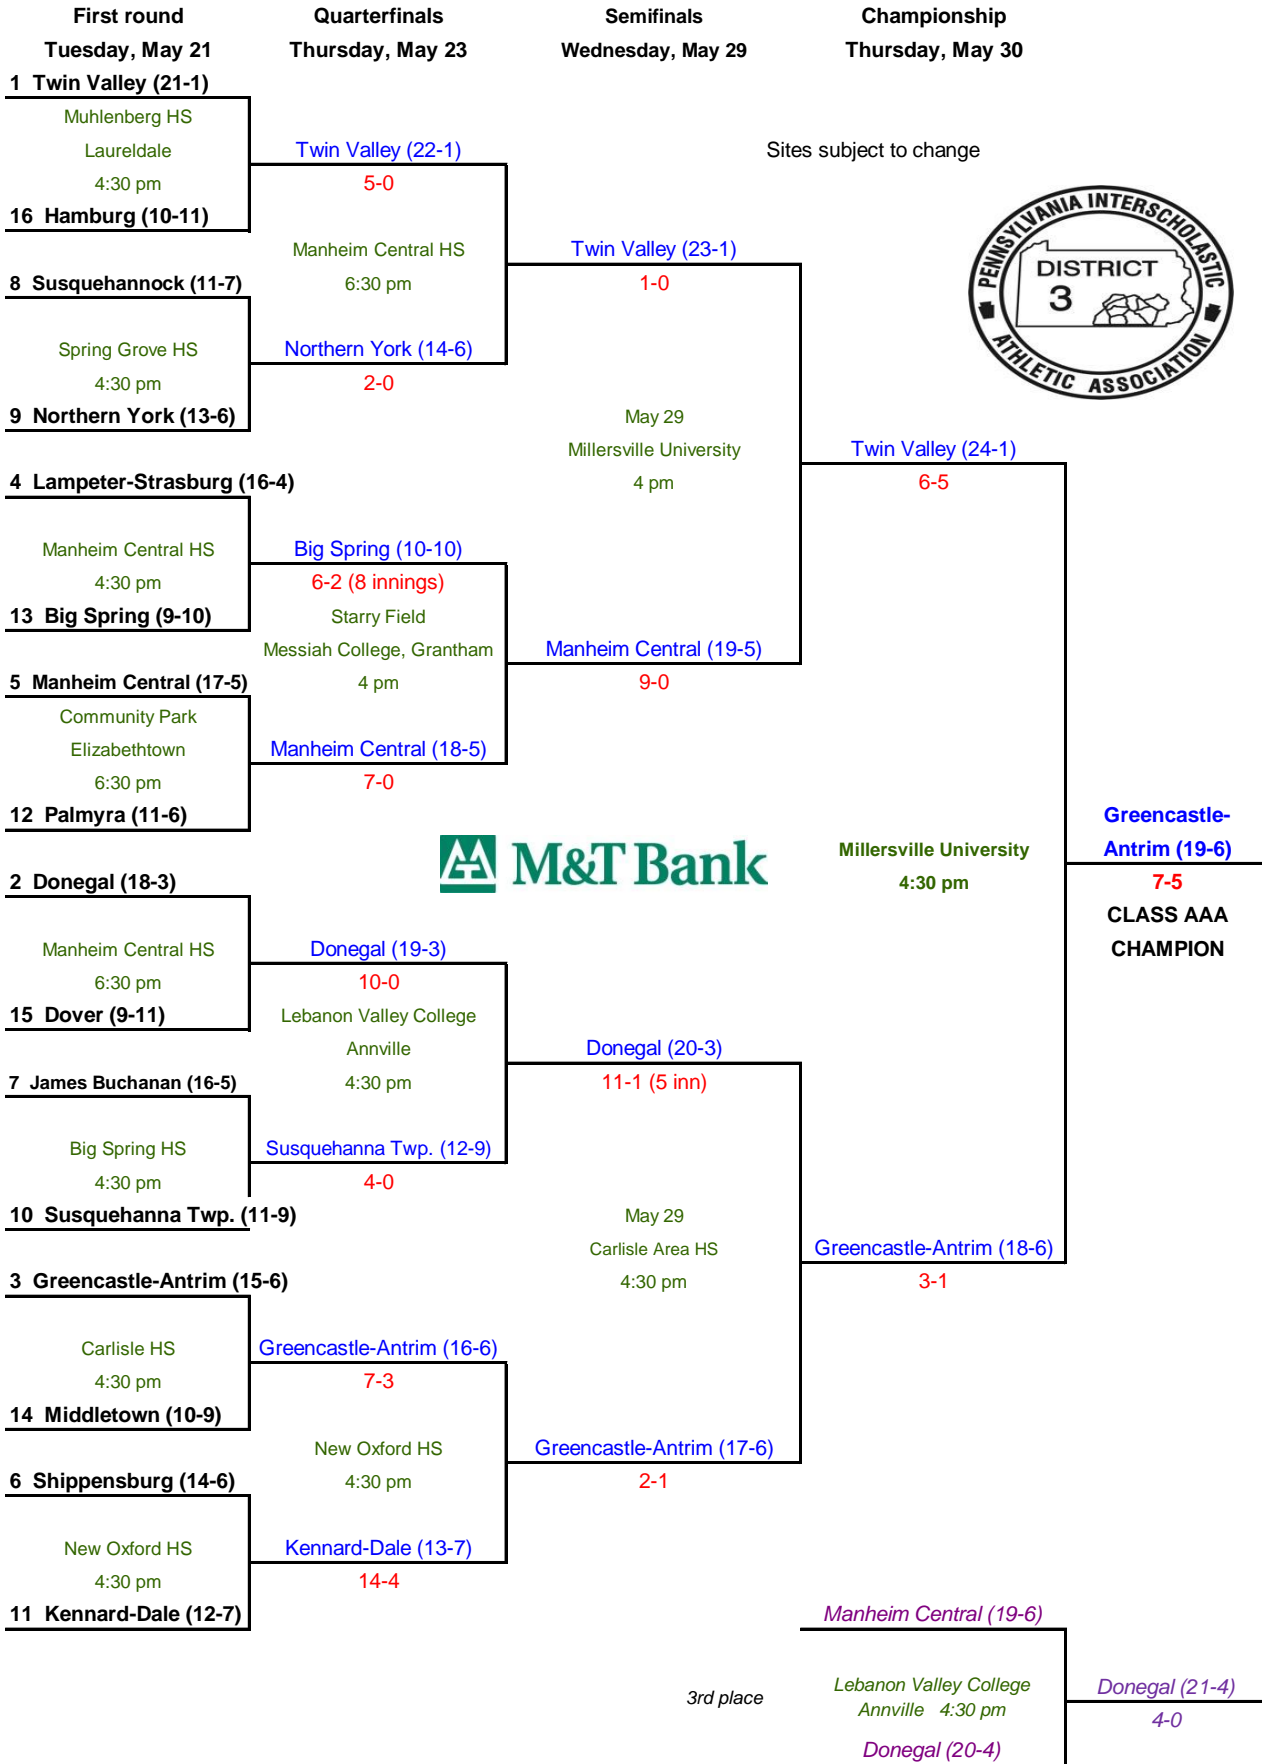 First round
Quarterfinals
Semifinals
Championship
Tuesday, May 21
Thursday, May 23
Wednesday, May 29
Thursday, May 30
1 Twin Valley (21-1)
Muhlenberg HS
Laureldale
4:30 pm
16 Hamburg (10-11)
8 Susquehannock (11-7)
Spring Grove HS
4:30 pm
9 Northern York (13-6)
4 Lampeter-Strasburg (16-4)
Manheim Central HS
4:30 pm
13 Big Spring (9-10)
5 Manheim Central (17-5)
Community Park
Elizabethtown
6:30 pm
12 Palmyra (11-6)
2 Donegal (18-3)
Manheim Central HS
6:30 pm
15 Dover (9-11)
7 James Buchanan (16-5)
Big Spring HS
4:30 pm
10 Susquehanna Twp. (11-9)
3 Greencastle-Antrim (15-6)
Carlisle HS
4:30 pm
14 Middletown (10-9)
6 Shippensburg (14-6)
New Oxford HS
4:30 pm
11 Kennard-Dale (12-7)
Twin Valley (22-1)
5-0
Manheim Central HS
6:30 pm
Northern York (14-6)
2-0
Big Spring (10-10)
6-2 (8 innings)
Starry Field
Messiah College, Grantham
4 pm
Manheim Central (18-5)
7-0
Donegal (19-3)
10-0
Lebanon Valley College
Annville
4:30 pm
Susquehanna Twp. (12-9)
4-0
Greencastle-Antrim (16-6)
7-3
New Oxford HS
4:30 pm
Kennard-Dale (13-7)
14-4
Twin Valley (23-1)
1-0
May 29
Millersville University
4 pm
Manheim Central (19-5)
9-0
M&T Bank
Donegal (20-3)
11-1 (5 inn)
May 29
Carlisle Area HS
4:30 pm
Greencastle-Antrim (17-6)
2-1
Sites subject to change
PENNSYLVANIA INTERSCHOLASTIC
DISTRICT
3
ATHLETIC ASSOCIATION
Twin Valley (24-1)
6-5
Millersville University
4:30 pm
Greencastle-Antrim (18-6)
3-1
Greencastle-
Antrim (19-6)
7-5
CLASS AAA
CHAMPION
3rd place
Manheim Central (19-6)
Lebanon Valley College
Annville 4:30 pm
Donegal (20-4)
Donegal (21-4)
4-0